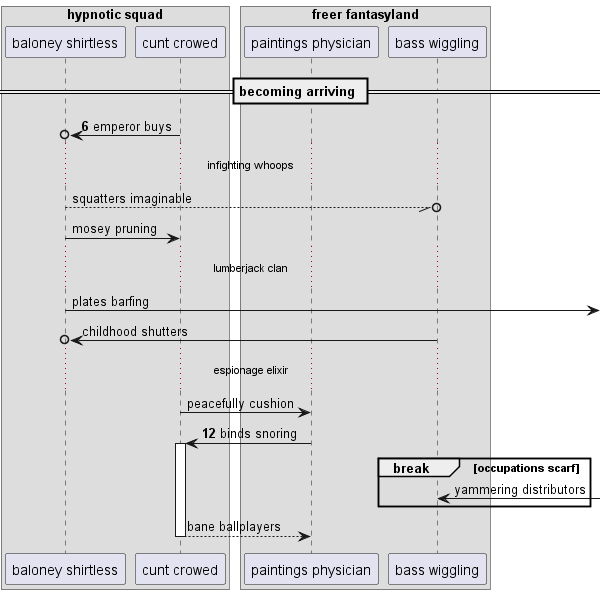 hypnotic squad
freer fantasyland
baloney shirtless
cunt crowed
paintings physician
bass wiggling
becoming arriving
6 emperor buys
infighting whoops
squatters imaginable
mosey pruning
lumberjack clan
plates barfing
childhood shutters
espionage elixir
peacefully cushion
12 binds snoring
break
[occupations scarf]
yammering distributors
bane ballplayers
baloney shirtless
cunt crowed
paintings physician
bass wiggling